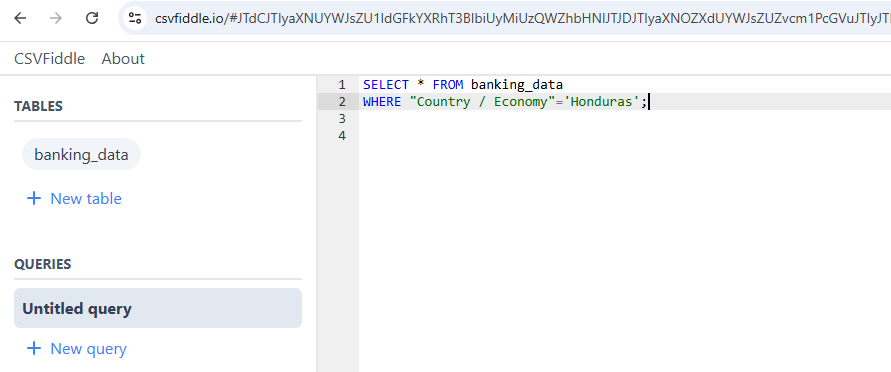 csvfiddle.io/#JTdCJTIyaXNUYWJsZU1ldGFkYXRhT3BlbiUyMiUzQWZhbHNlJTJDJTIyaXNOZXdUYWJsZUZvcm1PcGVuJTIyJT
CSVFiddle About
TABLES
banking_data
+ New table
QUERIES
Untitled query
+ New query
1 SELECT * FROM banking_data
2 WHERE "Country / Economy"='Honduras';
3
4